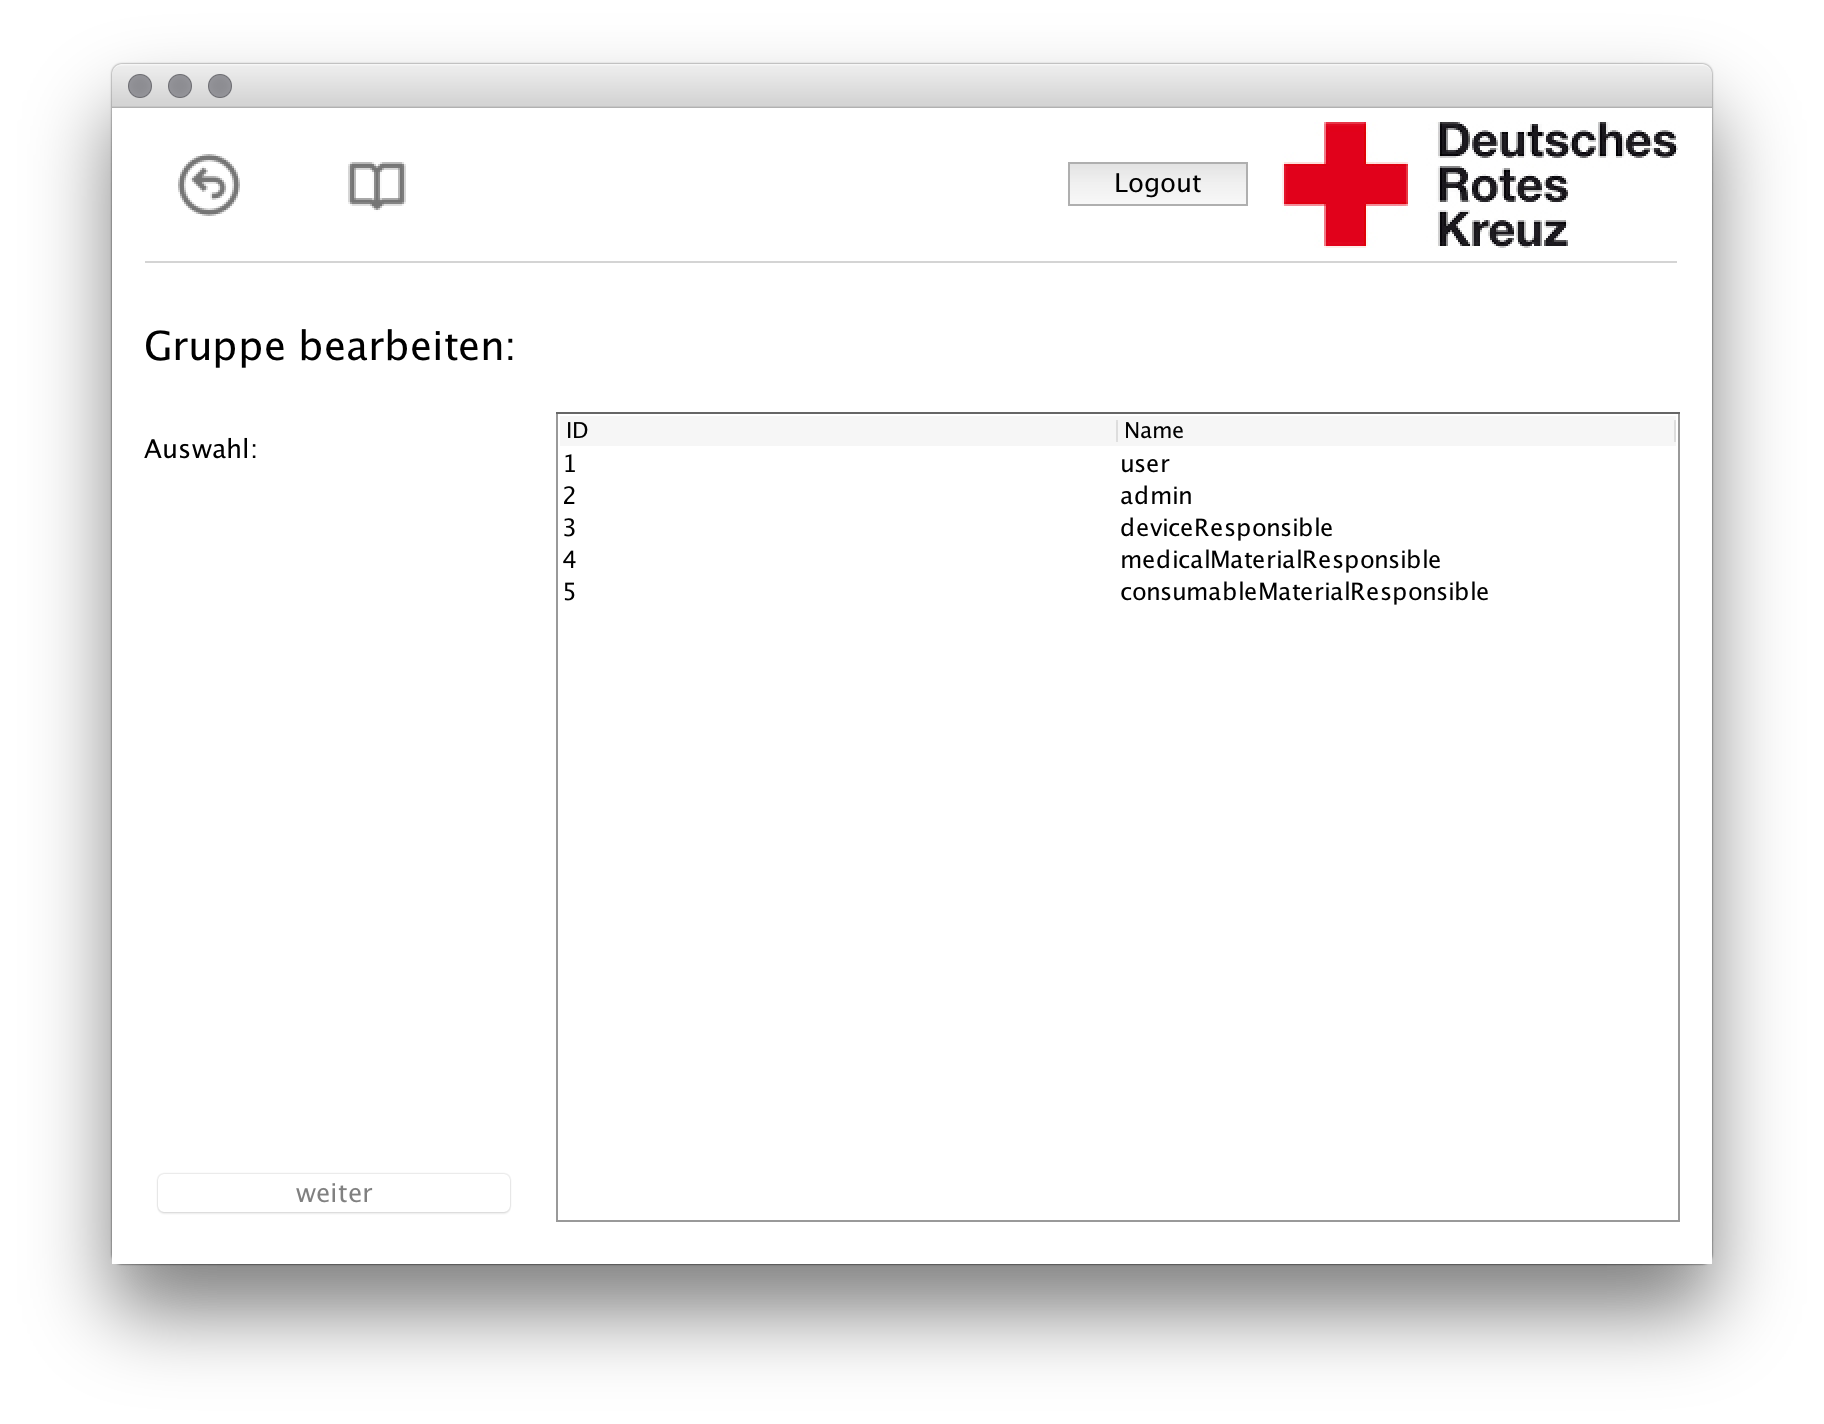 Logout
Deutsches
Rotes
Kreuz
Gruppe bearbeiten:
Auswahl:
ID Name
1 user
2 admin
3 deviceResponsible
4 medicalMaterialResponsible
5 consumableMaterialResponsible
weiter